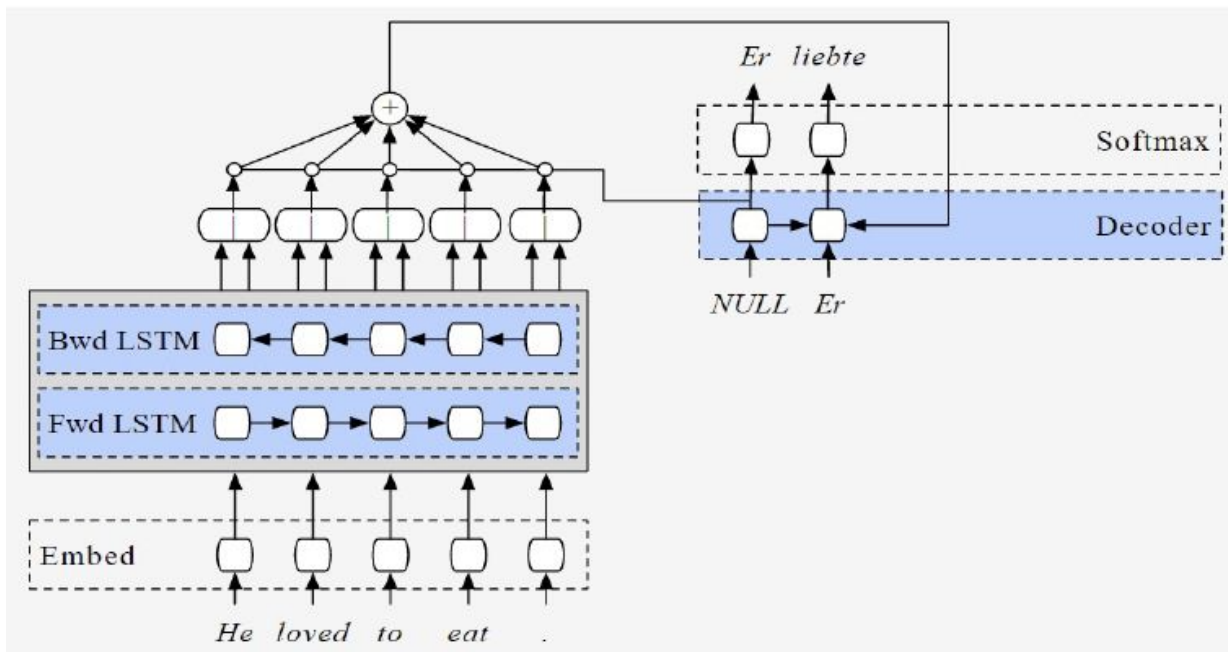 Er liebte
Softmax
Decoder
NULL Er
+
Bwd LSTM
Fwd LSTM
Embed
He loved to eat .